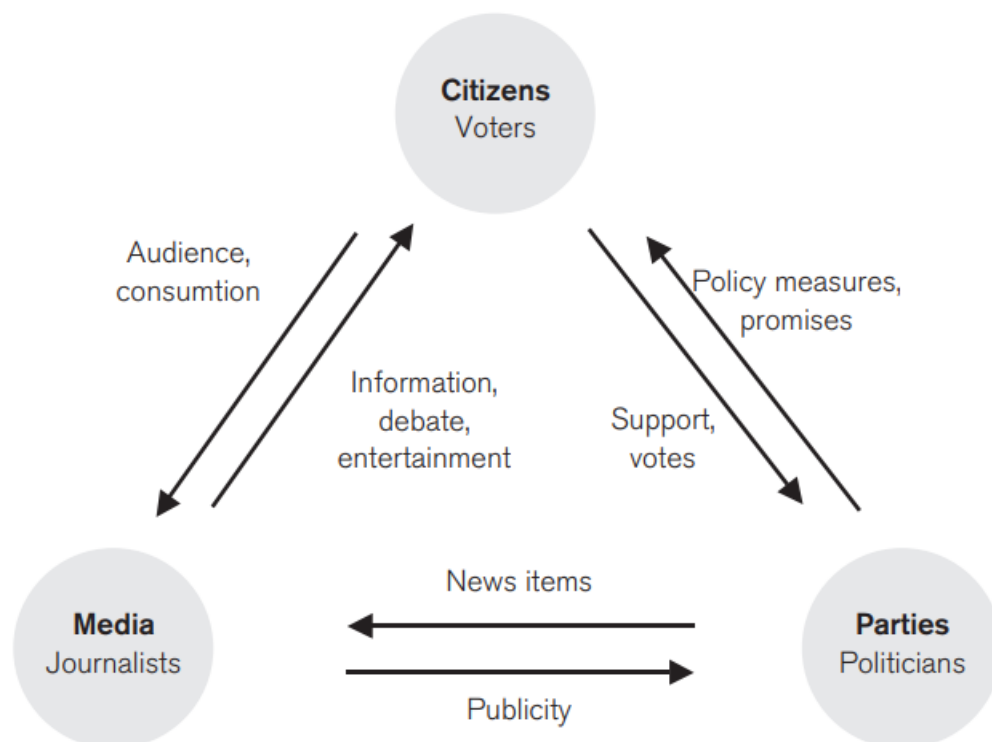 Citizens
Voters
Audience,
consumtion
Policy measures,
promises
Information,
debate,
entertainment
Support,
votes
News items
Media
Journalists
Parties
Politicians
Publicity